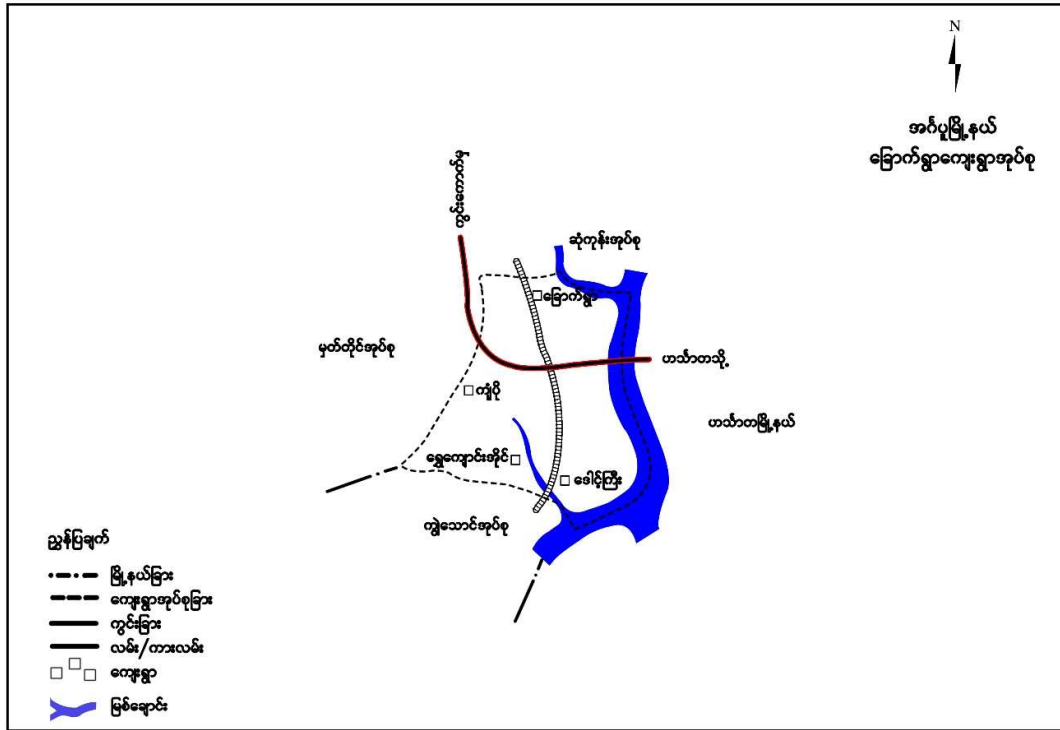 N
အင်္ဂပူမြို့နယ်
ခြောက်ရွာကျေးရွာအုပ်စု
ဆုံကုန်းအုပ်စု
ခြောက်ရွာ
မှတ်တိုင်အုပ်စု
ဟင်္သာတသို့
ကျုံပို
ဟင်္သာတမြို့နယ်
ရွှေကျောင်းအိုင်
ဒေါင့်ကြီး
ကွဲသောင်အုပ်စု
ညွှန်ပြချက်
မြို့နယ်ခြား
ကျေးရွာအုပ်စုခြား
ကွင်းခြား
လမ်း/ကားလမ်း
ကျေးရွာ
မြစ်ချောင်း